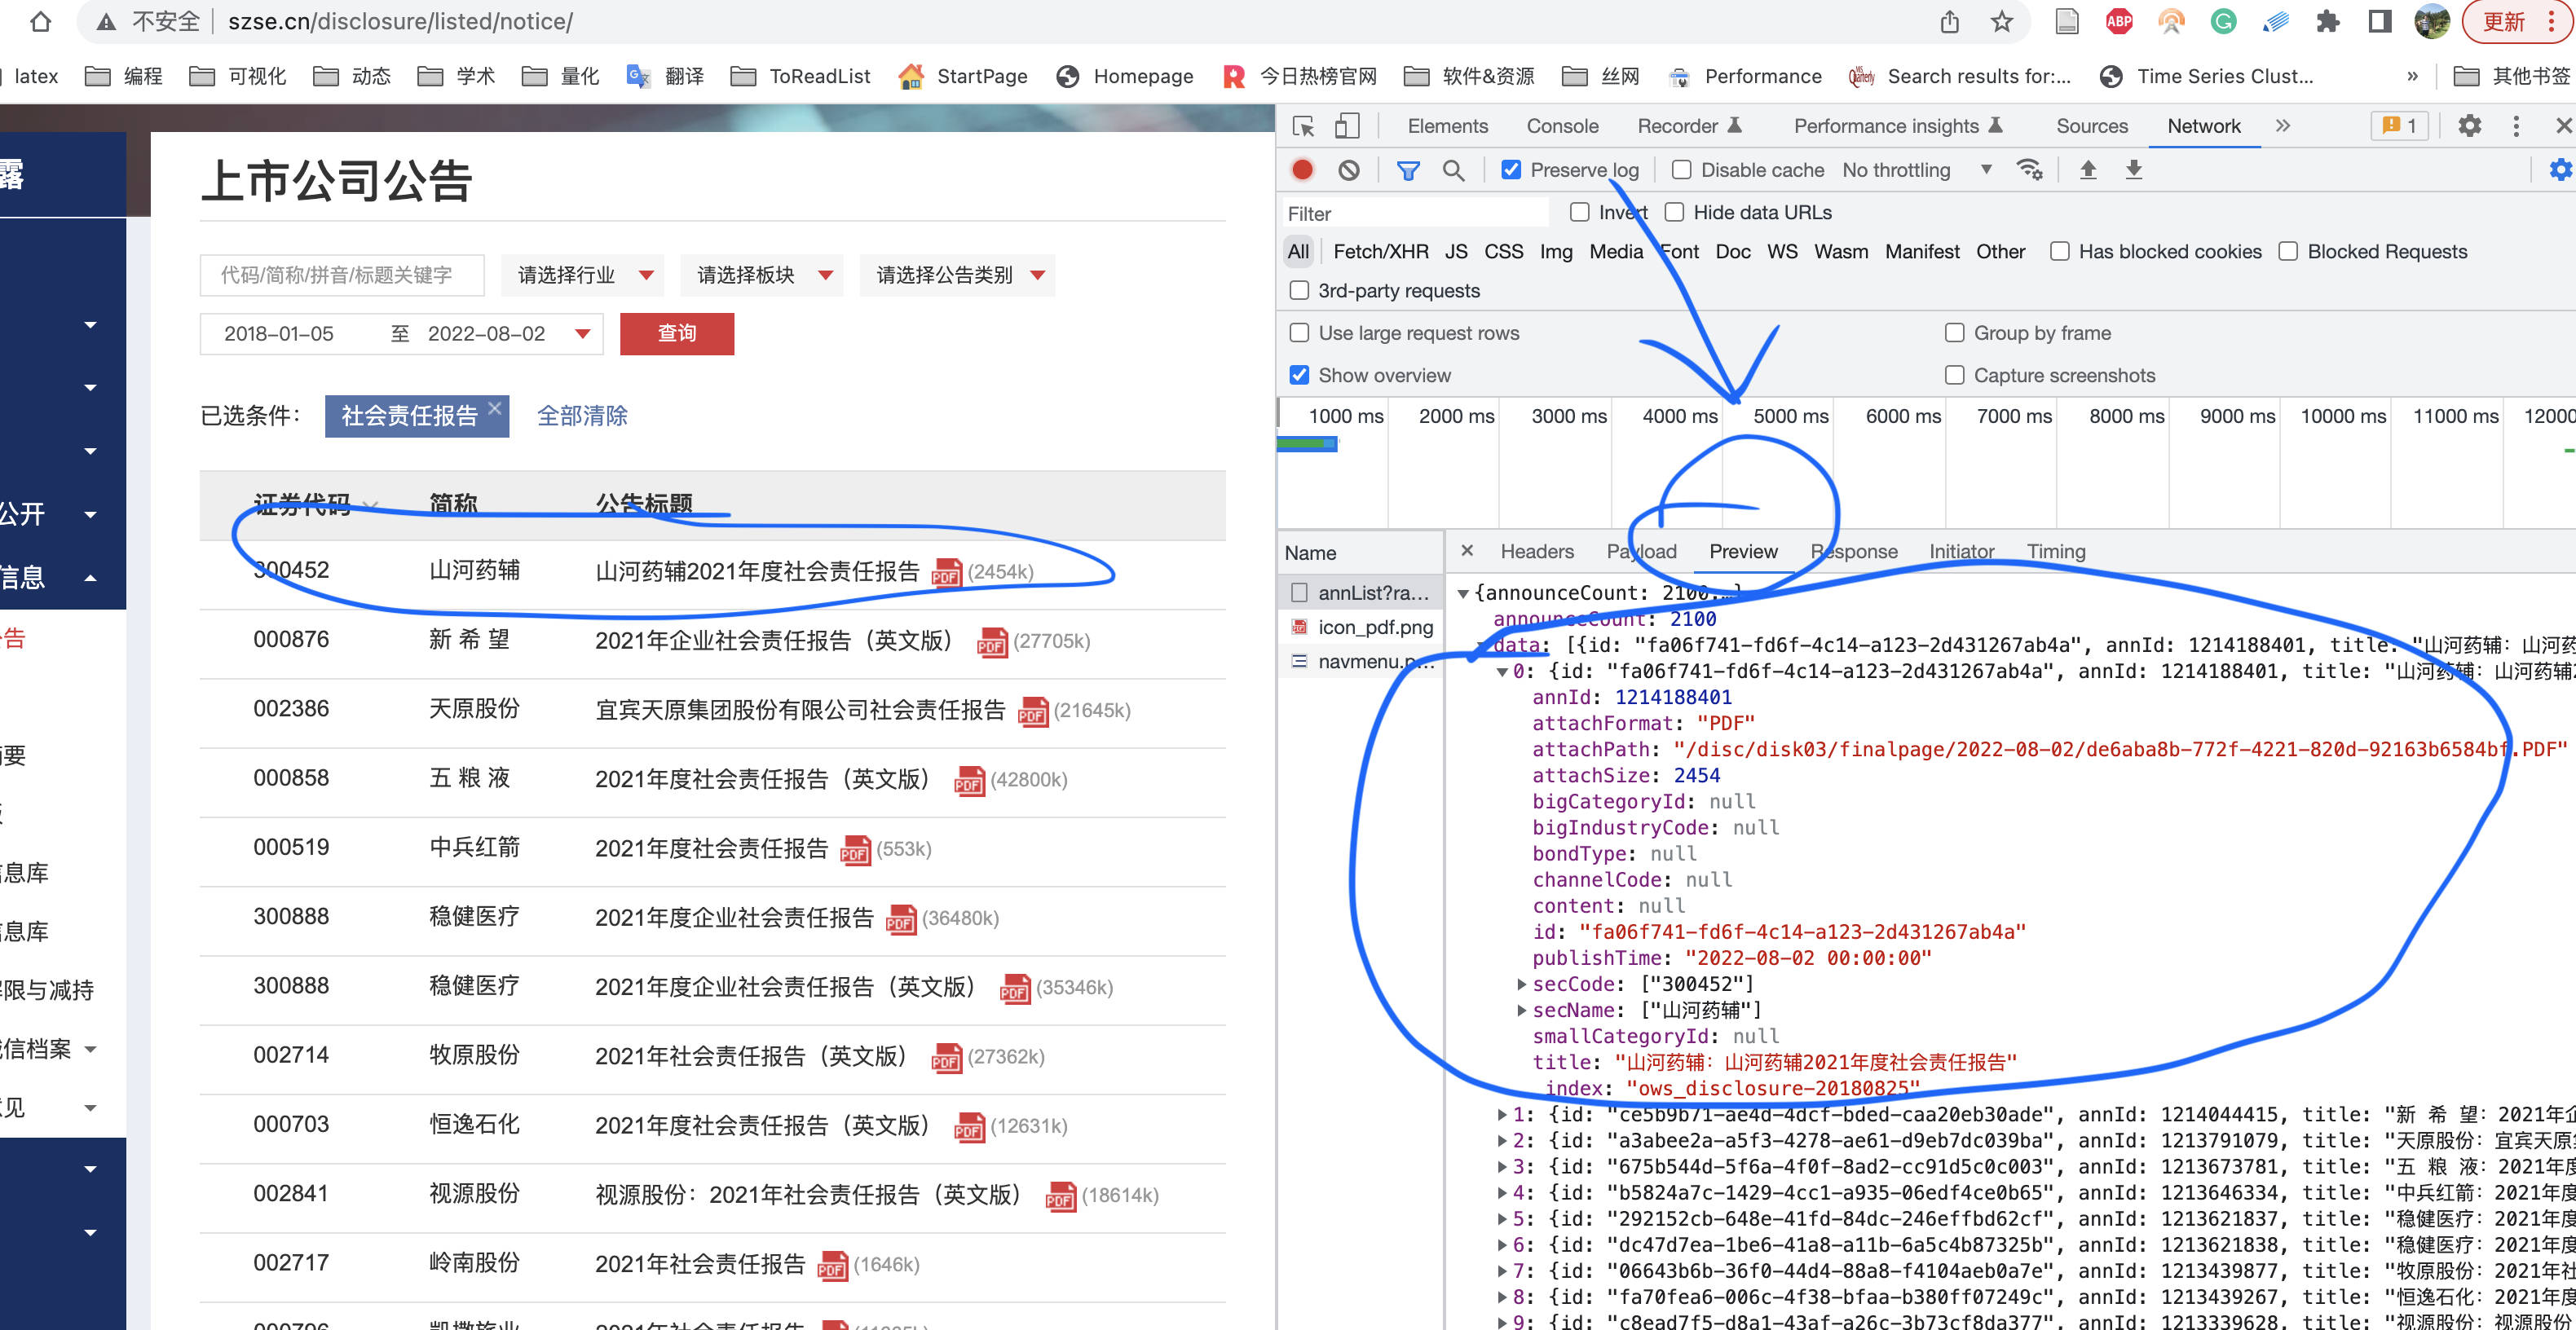 不安全 szse.cn/disclosure/listed/notice/
ABP
更新
latex 编程 可视化 动态 学术 量化 翻译 ToReadList StartPage Homepage 今日热榜官网 软件&资源 丝网 Performance Search results for:... Time Series Clust... » 其他书签
露
公开
信息
告
要
息库
息库
限与减持
信档案
见
上市公司公告
代码/简称/拼音/标题关键字 请选择行业 请选择板块 请选择公告类别
2018-01-05 至 2022-08-02 查询
已选条件： 社会责任报告 × 全部清除
证券代码 简称 公告标题
300452 山河药辅 山河药辅2021年度社会责任报告 PDF (2454k)
000876 新 希 望 2021年企业社会责任报告（英文版） PDF (27705k)
002386 天原股份 宜宾天原集团股份有限公司社会责任报告 PDF (21645k)
000858 五 粮 液 2021年度社会责任报告（英文版） PDF (42800k)
000519 中兵红箭 2021年度社会责任报告 PDF (553k)
300888 稳健医疗 2021年度企业社会责任报告 PDF (36480k)
300888 稳健医疗 2021年度企业社会责任报告（英文版） PDF (35346k)
002714 牧原股份 2021年社会责任报告（英文版） PDF (27362k)
000703 恒逸石化 2021年度社会责任报告（英文版） PDF (12631k)
002841 视源股份 视源股份：2021年社会责任报告（英文版） PDF (18614k)
002717 岭南股份 2021年社会责任报告 PDF (1646k)
Elements Console Recorder Performance insights Sources Network » 1
Preserve log Disable cache No throttling
Filter Invert Hide data URLs
All Fetch/XHR JS CSS Img Media Font Doc WS Wasm Manifest Other Has blocked cookies Blocked Requests
3rd-party requests
Use large request rows Group by frame
Show overview Capture screenshots
1000 ms 2000 ms 3000 ms 4000 ms 5000 ms 6000 ms 7000 ms 8000 ms 9000 ms 10000 ms 11000 ms 12000
Name
annList?ra...
icon_pdf.png
navmenu.p...
× Headers Payload Preview Response Initiator Timing
{announceCount: 2100,…}
announceCount: 2100
data: [{id: "fa06f741-fd6f-4c14-a123-2d431267ab4a", annId: 1214188401, title: "山河药辅：山河药
0: {id: "fa06f741-fd6f-4c14-a123-2d431267ab4a", annId: 1214188401, title: "山河药辅：山河药辅2
annId: 1214188401
attachFormat: "PDF"
attachPath: "/disc/disk03/finalpage/2022-08-02/de6aba8b-772f-4221-820d-92163b6584bf.PDF"
attachSize: 2454
bigCategoryId: null
bigIndustryCode: null
bondType: null
channelCode: null
content: null
id: "fa06f741-fd6f-4c14-a123-2d431267ab4a"
publishTime: "2022-08-02 00:00:00"
secCode: ["300452"]
secName: ["山河药辅"]
smallCategoryId: null
title: "山河药辅：山河药辅2021年度社会责任报告"
_index: "ows_disclosure-20180825"
1: {id: "ce5b9b71-ae4d-4dcf-bded-caa20eb30ade", annId: 1214044415, title: "新 希 望：2021年企
2: {id: "a3abee2a-a5f3-4278-ae61-d9eb7dc039ba", annId: 1213791079, title: "天原股份：宜宾天原
3: {id: "675b544d-5f6a-4f0f-8ad2-cc91d5c0c003", annId: 1213673781, title: "五 粮 液：2021年度
4: {id: "b5824a7c-1429-4cc1-a935-06edf4ce0b65", annId: 1213646334, title: "中兵红箭：2021年度
5: {id: "292152cb-648e-41fd-84dc-246effbd62cf", annId: 1213621837, title: "稳健医疗：2021年度
6: {id: "dc47d7ea-1be6-41a8-a11b-6a5c4b87325b", annId: 1213621838, title: "稳健医疗：2021年度
7: {id: "06643b6b-36f0-44d4-88a8-f4104aeb0a7e", annId: 1213439877, title: "牧原股份：2021年社
8: {id: "fa70fea6-006c-4f38-bfaa-b380ff07249c", annId: 1213439267, title: "恒逸石化：2021年度
9: {id: "c8ead7f5-d8a1-43af-a26c-3b73cf8da377", annId: 1213339628, title: "视源股份：视源股份